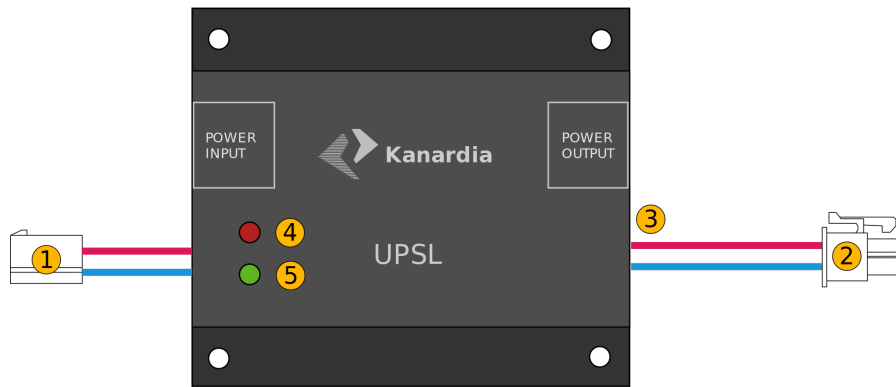 POWER
INPUT
POWER
OUTPUT
Kanardia
3
4
1
UPSL
2
5